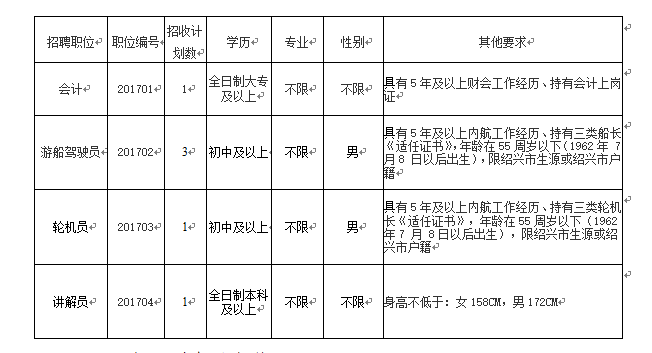 招聘职位 职位编号 招收计划数 学历 专业 性别 其他要求
会计 201701 1 全日制大专及以上 不限 不限 具有5年及以上财会工作经历、持有会计上岗证
游船驾驶员 201702 3 初中及以上 不限 男 具有5年及以上内航工作经历、持有三类船长《适任证书》，年龄在55周岁以下（1962年 7月8 日以后出生），限绍兴市生源或绍兴市户籍
轮机员 201703 1 初中及以上 不限 男 具有5年及以上内航工作经历、持有三类轮机长《适任证书》，年龄在55周岁以下（1962年7 月 8日以后出生），限绍兴市生源或绍兴市户籍
讲解员 201704 1 全日制本科及以上 不限 不限 身高不低于：女158CM，男172CM